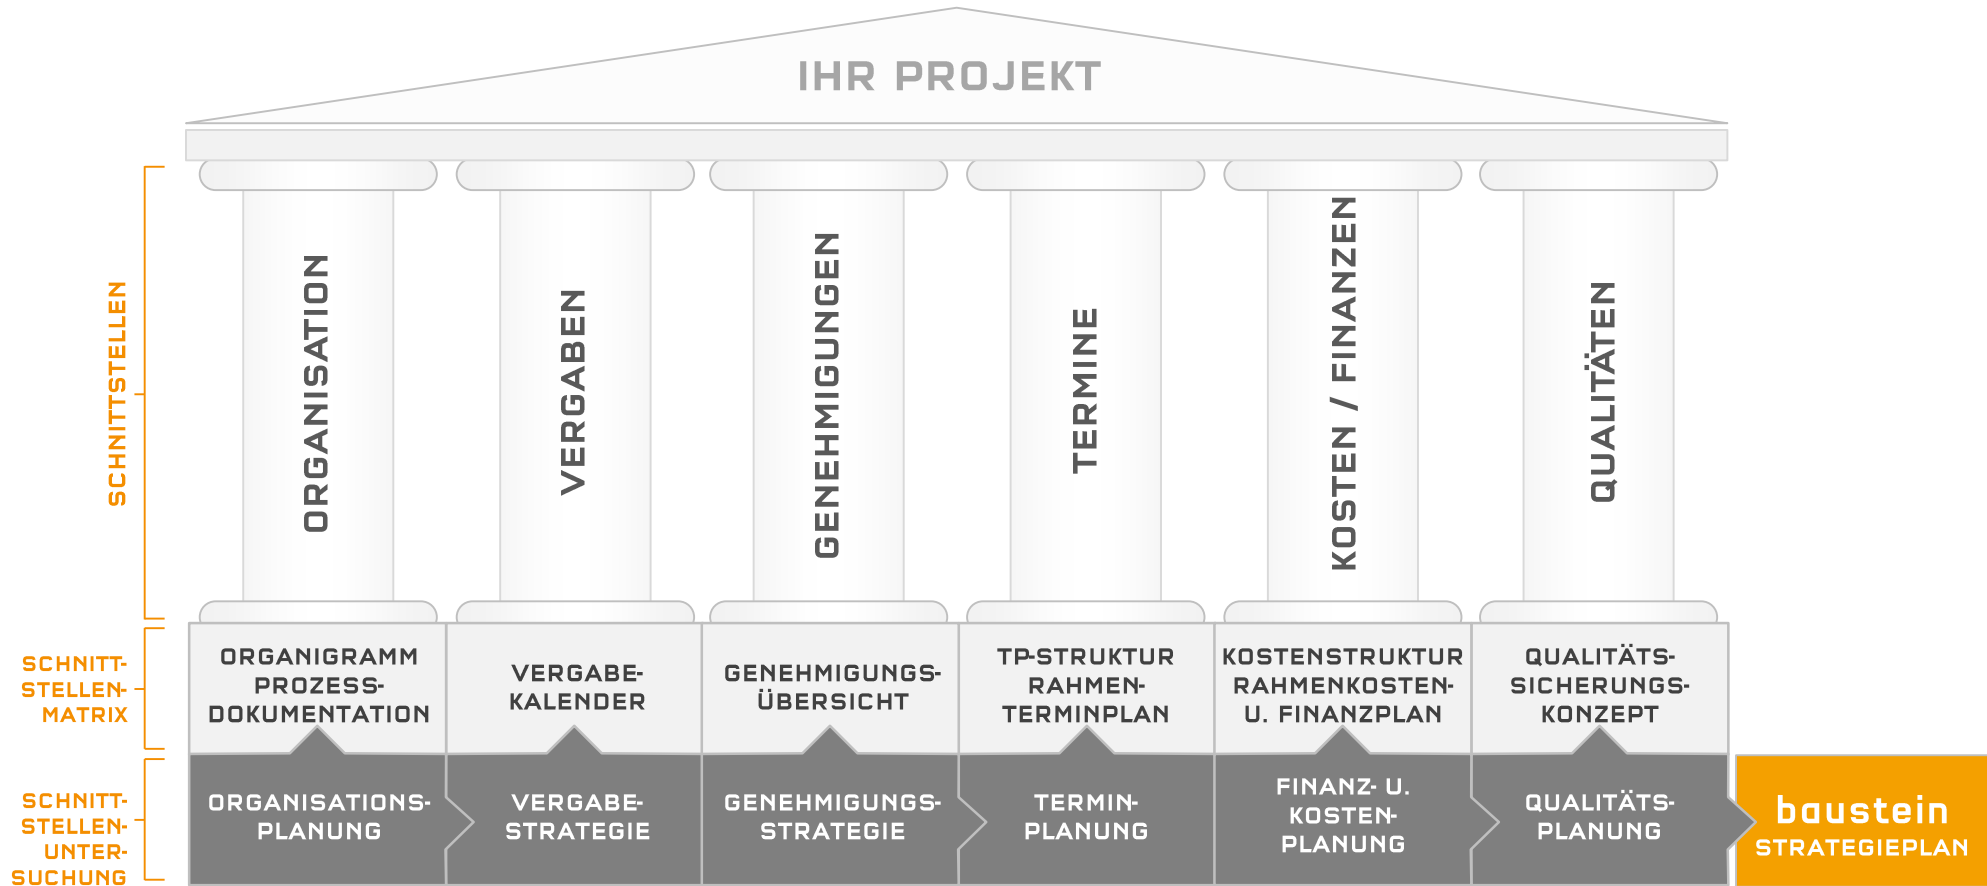 IHR PROJEKT
SCHNITTSTELLEN
ORGANISATION
VERGABEN
GENEHMIGUNGEN
TERMINE
KOSTEN / FINANZEN
QUALITÄTEN
SCHNITT-
STELLEN-
MATRIX
ORGANIGRAMM
PROZESS-
DOKUMENTATION
VERGABE-
KALENDER
GENEHMIGUNGS-
ÜBERSICHT
TP-STRUKTUR
RAHMEN-
TERMINPLAN
KOSTENSTRUKTUR
RAHMENKOSTEN-
U. FINANZPLAN
QUALITÄTS-
SICHERUNGS-
KONZEPT
SCHNITT-
STELLEN-
UNTER-
SUCHUNG
ORGANISATIONS-
PLANUNG
VERGABE-
STRATEGIE
GENEHMIGUNGS-
STRATEGIE
TERMIN-
PLANUNG
FINANZ- U.
KOSTEN-
PLANUNG
QUALITÄTS-
PLANUNG
baustein
STRATEGIEPLAN